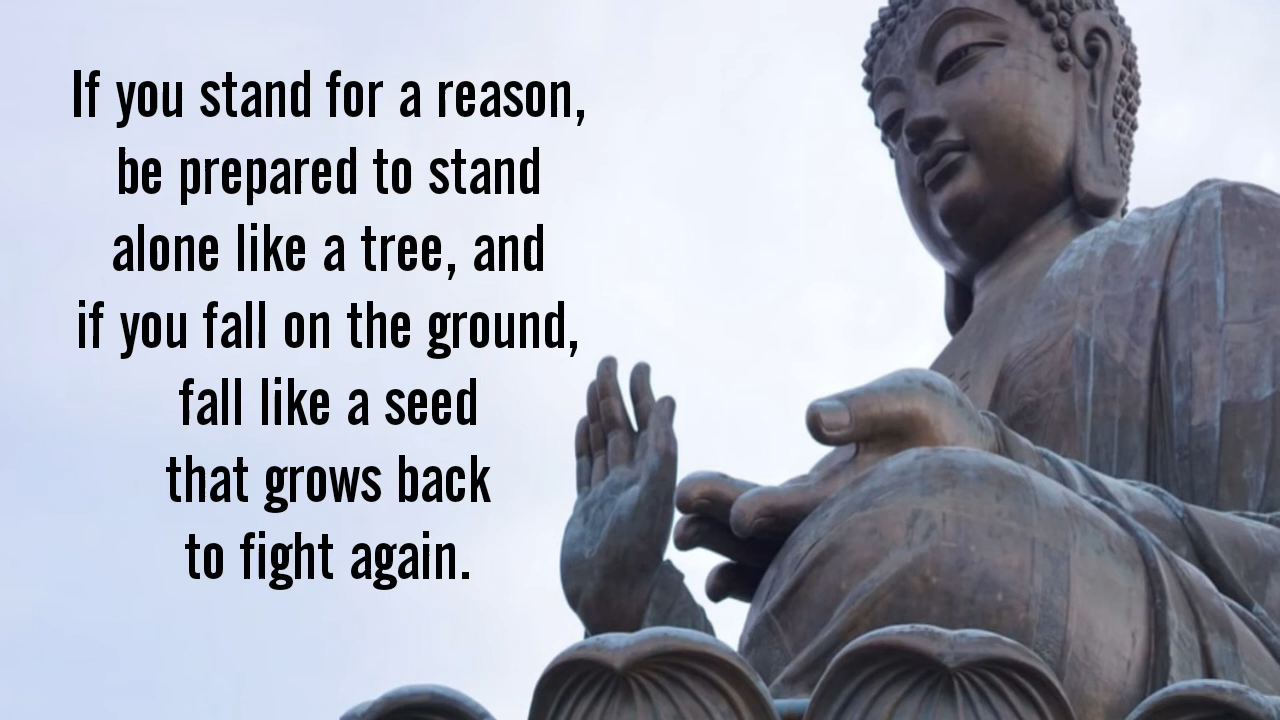 If you stand for a reason,
be prepared to stand
alone like a tree, and
if you fall on the ground,
fall like a seed
that grows back
to fight again.